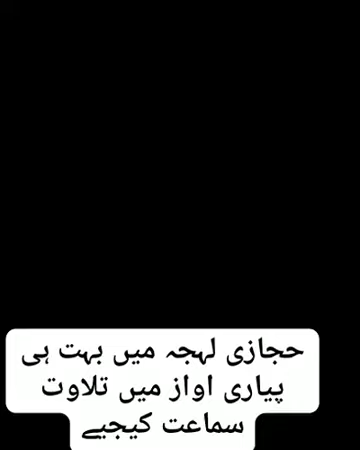 حجازی لہجہ میں بہت ہی
پیاری اواز میں تلاوت
سماعت کیجیے